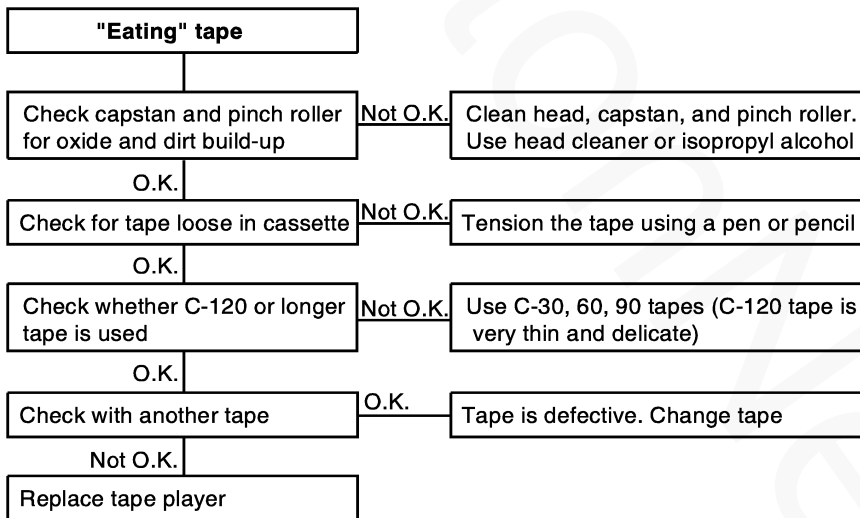 "Eating" tape
Check capstan and pinch roller
for oxide and dirt build-up
Not O.K.
Clean head, capstan, and pinch roller.
Use head cleaner or isopropyl alcohol
O.K.
Check for tape loose in cassette
Not O.K.
Tension the tape using a pen or pencil
O.K.
Check whether C-120 or longer
tape is used
Not O.K.
Use C-30, 60, 90 tapes (C-120 tape is
very thin and delicate)
O.K.
Check with another tape
O.K.
Tape is defective. Change tape
Not O.K.
Replace tape player